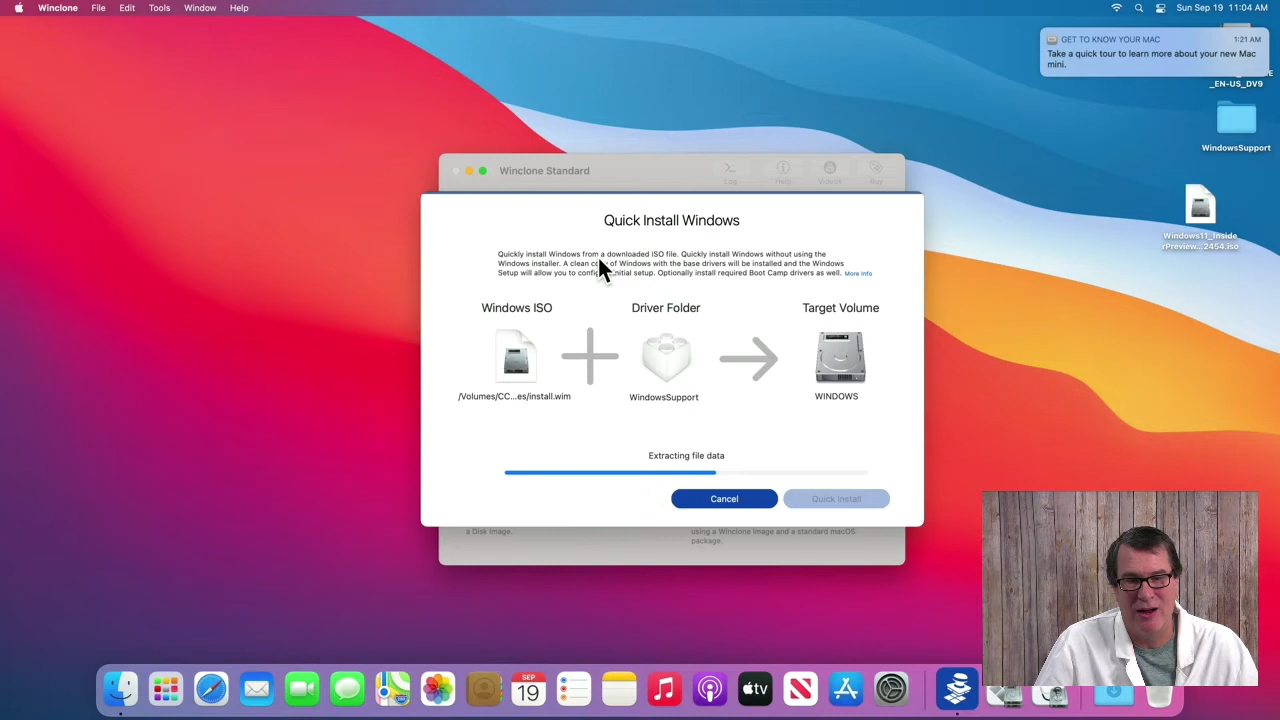 Winclone File Edit Tools Window Help
Sun Sep 19 11:04 AM
GET TO KNOW YOUR MAC 1:21 AM
Take a quick tour to learn more about your new Mac
mini.
_EN-US_DV9
WindowsSupport
Windows11_Inside
rPreview...2454.iso
Winclone Standard
Log Help Videos Buy
Quick Install Windows
Quickly install Windows from a downloaded ISO file. Quickly install Windows without using the
Windows installer. A clean of Windows with the base drivers will be installed and the Windows
Setup will allow you to initial setup. Optionally install required Boot Camp drivers as well. More Info
Windows ISO Driver Folder Target Volume
/Volumes/CC...es/install.wim WindowsSupport WINDOWS
Extracting file data
Cancel Quick Install
a Disk Image.
using a Winclone Image and a standard macOS
package.
SEP
19
tv